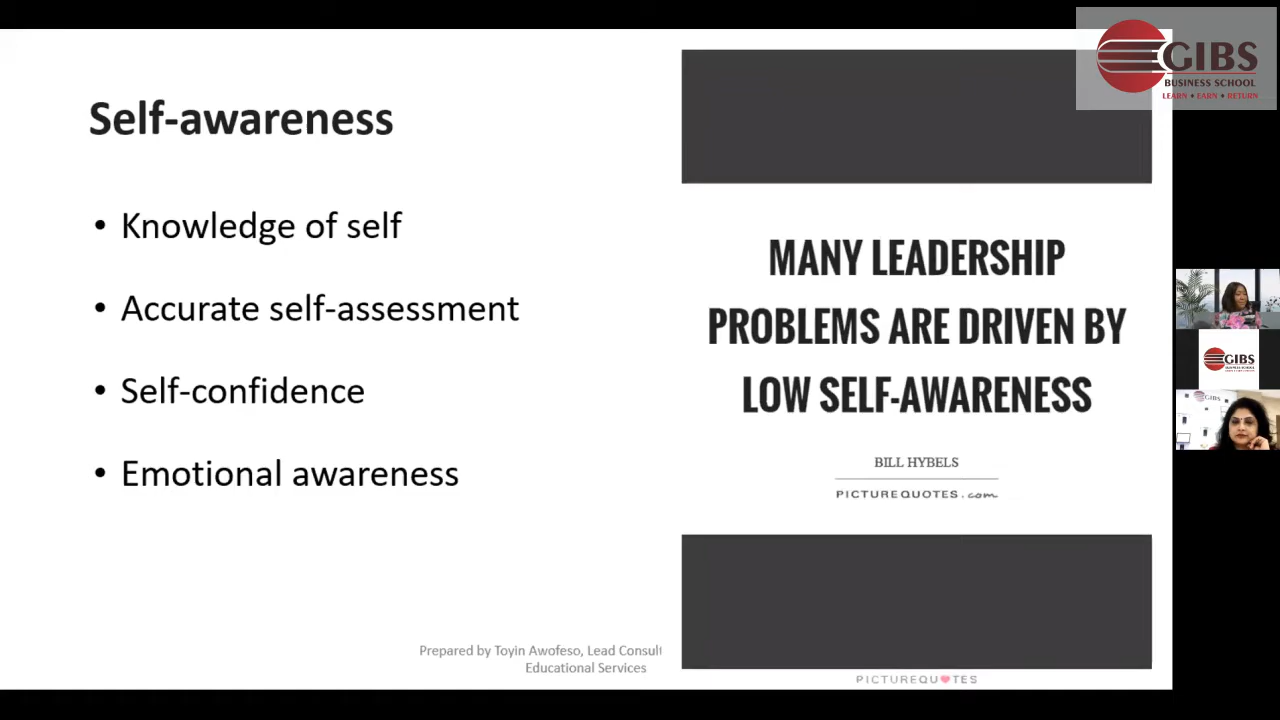 GIBS
BUSINESS SCHOOL
LEARN • EARN • RETURN
Self-awareness
• Knowledge of self
• Accurate self-assessment
• Self-confidence
• Emotional awareness
MANY LEADERSHIP
PROBLEMS ARE DRIVEN BY
LOW SELF-AWARENESS
BILL HYBELS
PICTUREQUOTES.com
Prepared by Toyin Awofeso, Lead Consult
Educational Services
PICTUREQUOTES
GIBS
GIBS